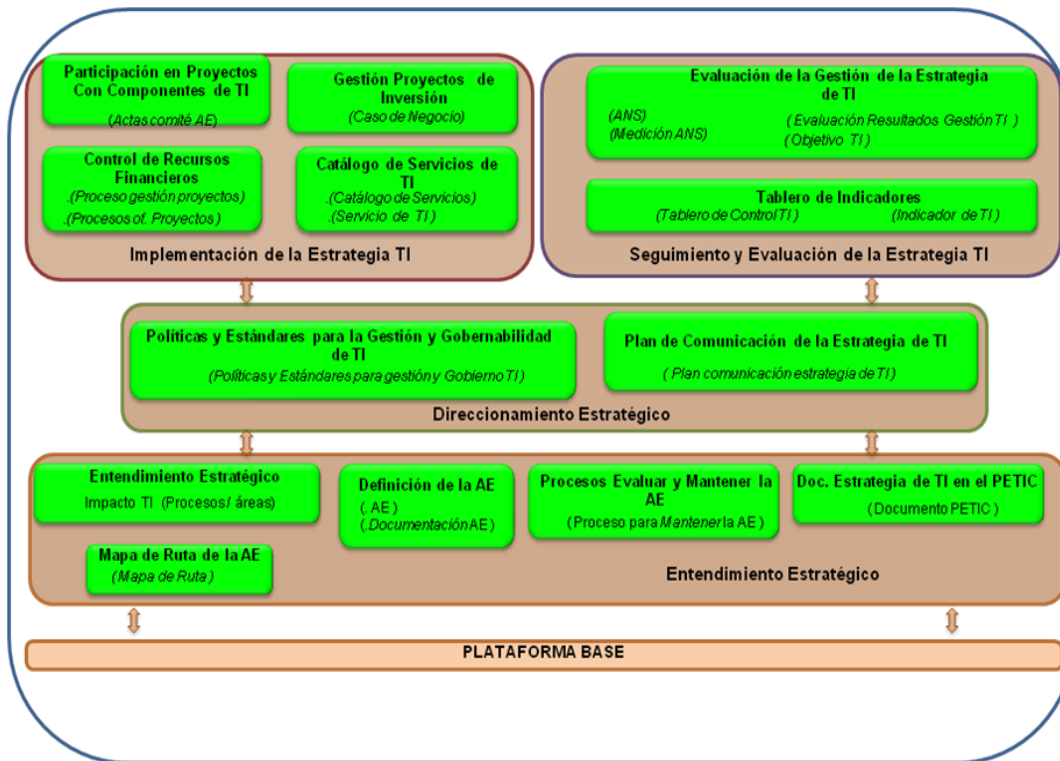 Participación en Proyectos
Con Componentes de TI
(Actas comité AE)
Gestión Proyectos de
Inversión
(Caso de Negocio)
Control de Recursos
Financieros
.(Proceso gestión proyectos)
.(Procesos of. Proyectos)
Catálogo de Servicios de
TI
.(Catálogo de Servicios)
.(Servicio de TI)
Implementación de la Estrategia TI
Evaluación de la Gestión de la Estrategia
de TI
(ANS)
(Medición ANS)
(Evaluación Resultados Gestión TI)
(Objetivo TI)
Tablero de Indicadores
(Tablero de Control TI)
(Indicador de TI)
Seguimiento y Evaluación de la Estrategia TI
Políticas y Estándares para la Gestión y Gobernabilidad
de TI
(Políticas y Estándares para gestión y Gobierno TI)
Plan de Comunicación de la Estrategia de TI
( Plan comunicación estrategia de TI)
Direccionamiento Estratégico
Entendimiento Estratégico
Impacto TI (Procesos / áreas)
Definición de la AE
(. AE)
(.Documentación AE)
Procesos Evaluar y Mantener la
AE
(Proceso para Mantener la AE)
Doc. Estrategia de TI en el PETIC
(Documento PETIC)
Mapa de Ruta de la AE
(Mapa de Ruta)
Entendimiento Estratégico
PLATAFORMA BASE